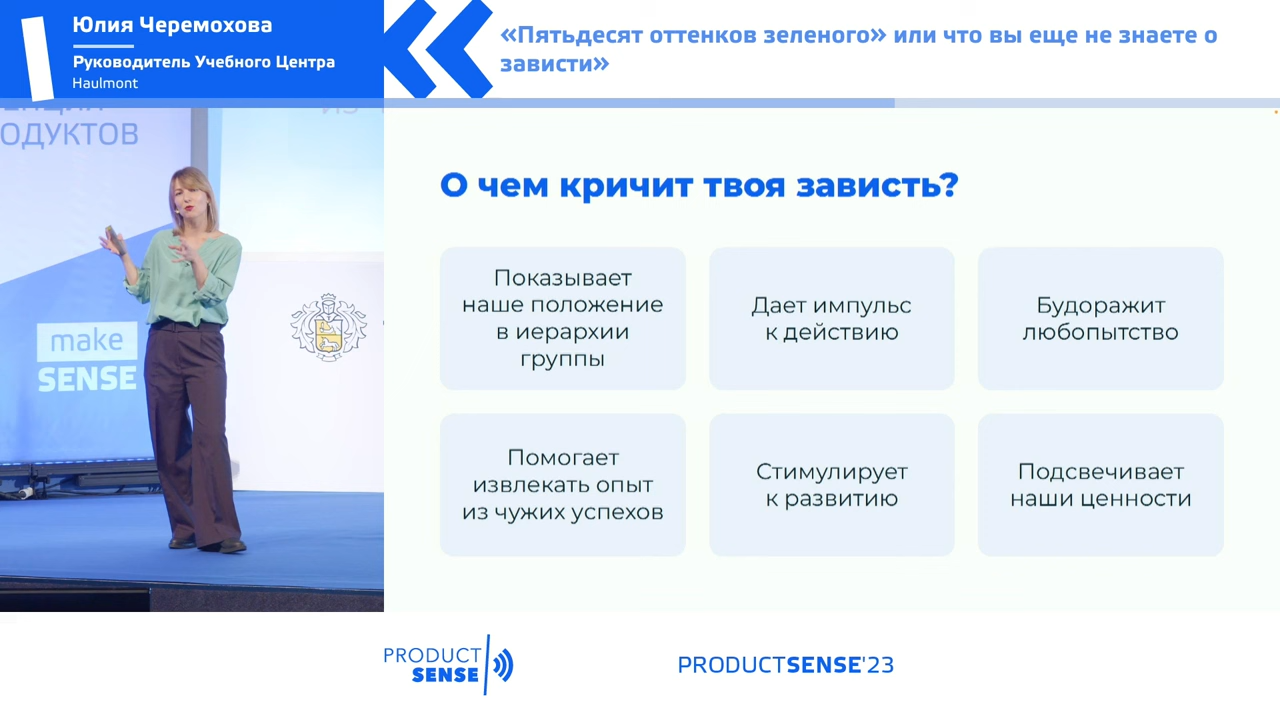 Юлия Черемохова
Руководитель Учебного Центра
Haulmont
«Пятьдесят оттенков зеленого» или что вы еще не знаете о
зависти»
ОДУКТОВ
make
SENSE
О чем кричит твоя зависть?
Показывает
наше положение
в иерархии
группы
Дает импульс
к действию
Будоражит
любопытство
Помогает
извлекать опыт
из чужих успехов
Стимулирует
к развитию
Подсвечивает
наши ценности
PRODUCT
SENSE
PRODUCTSENSE'23